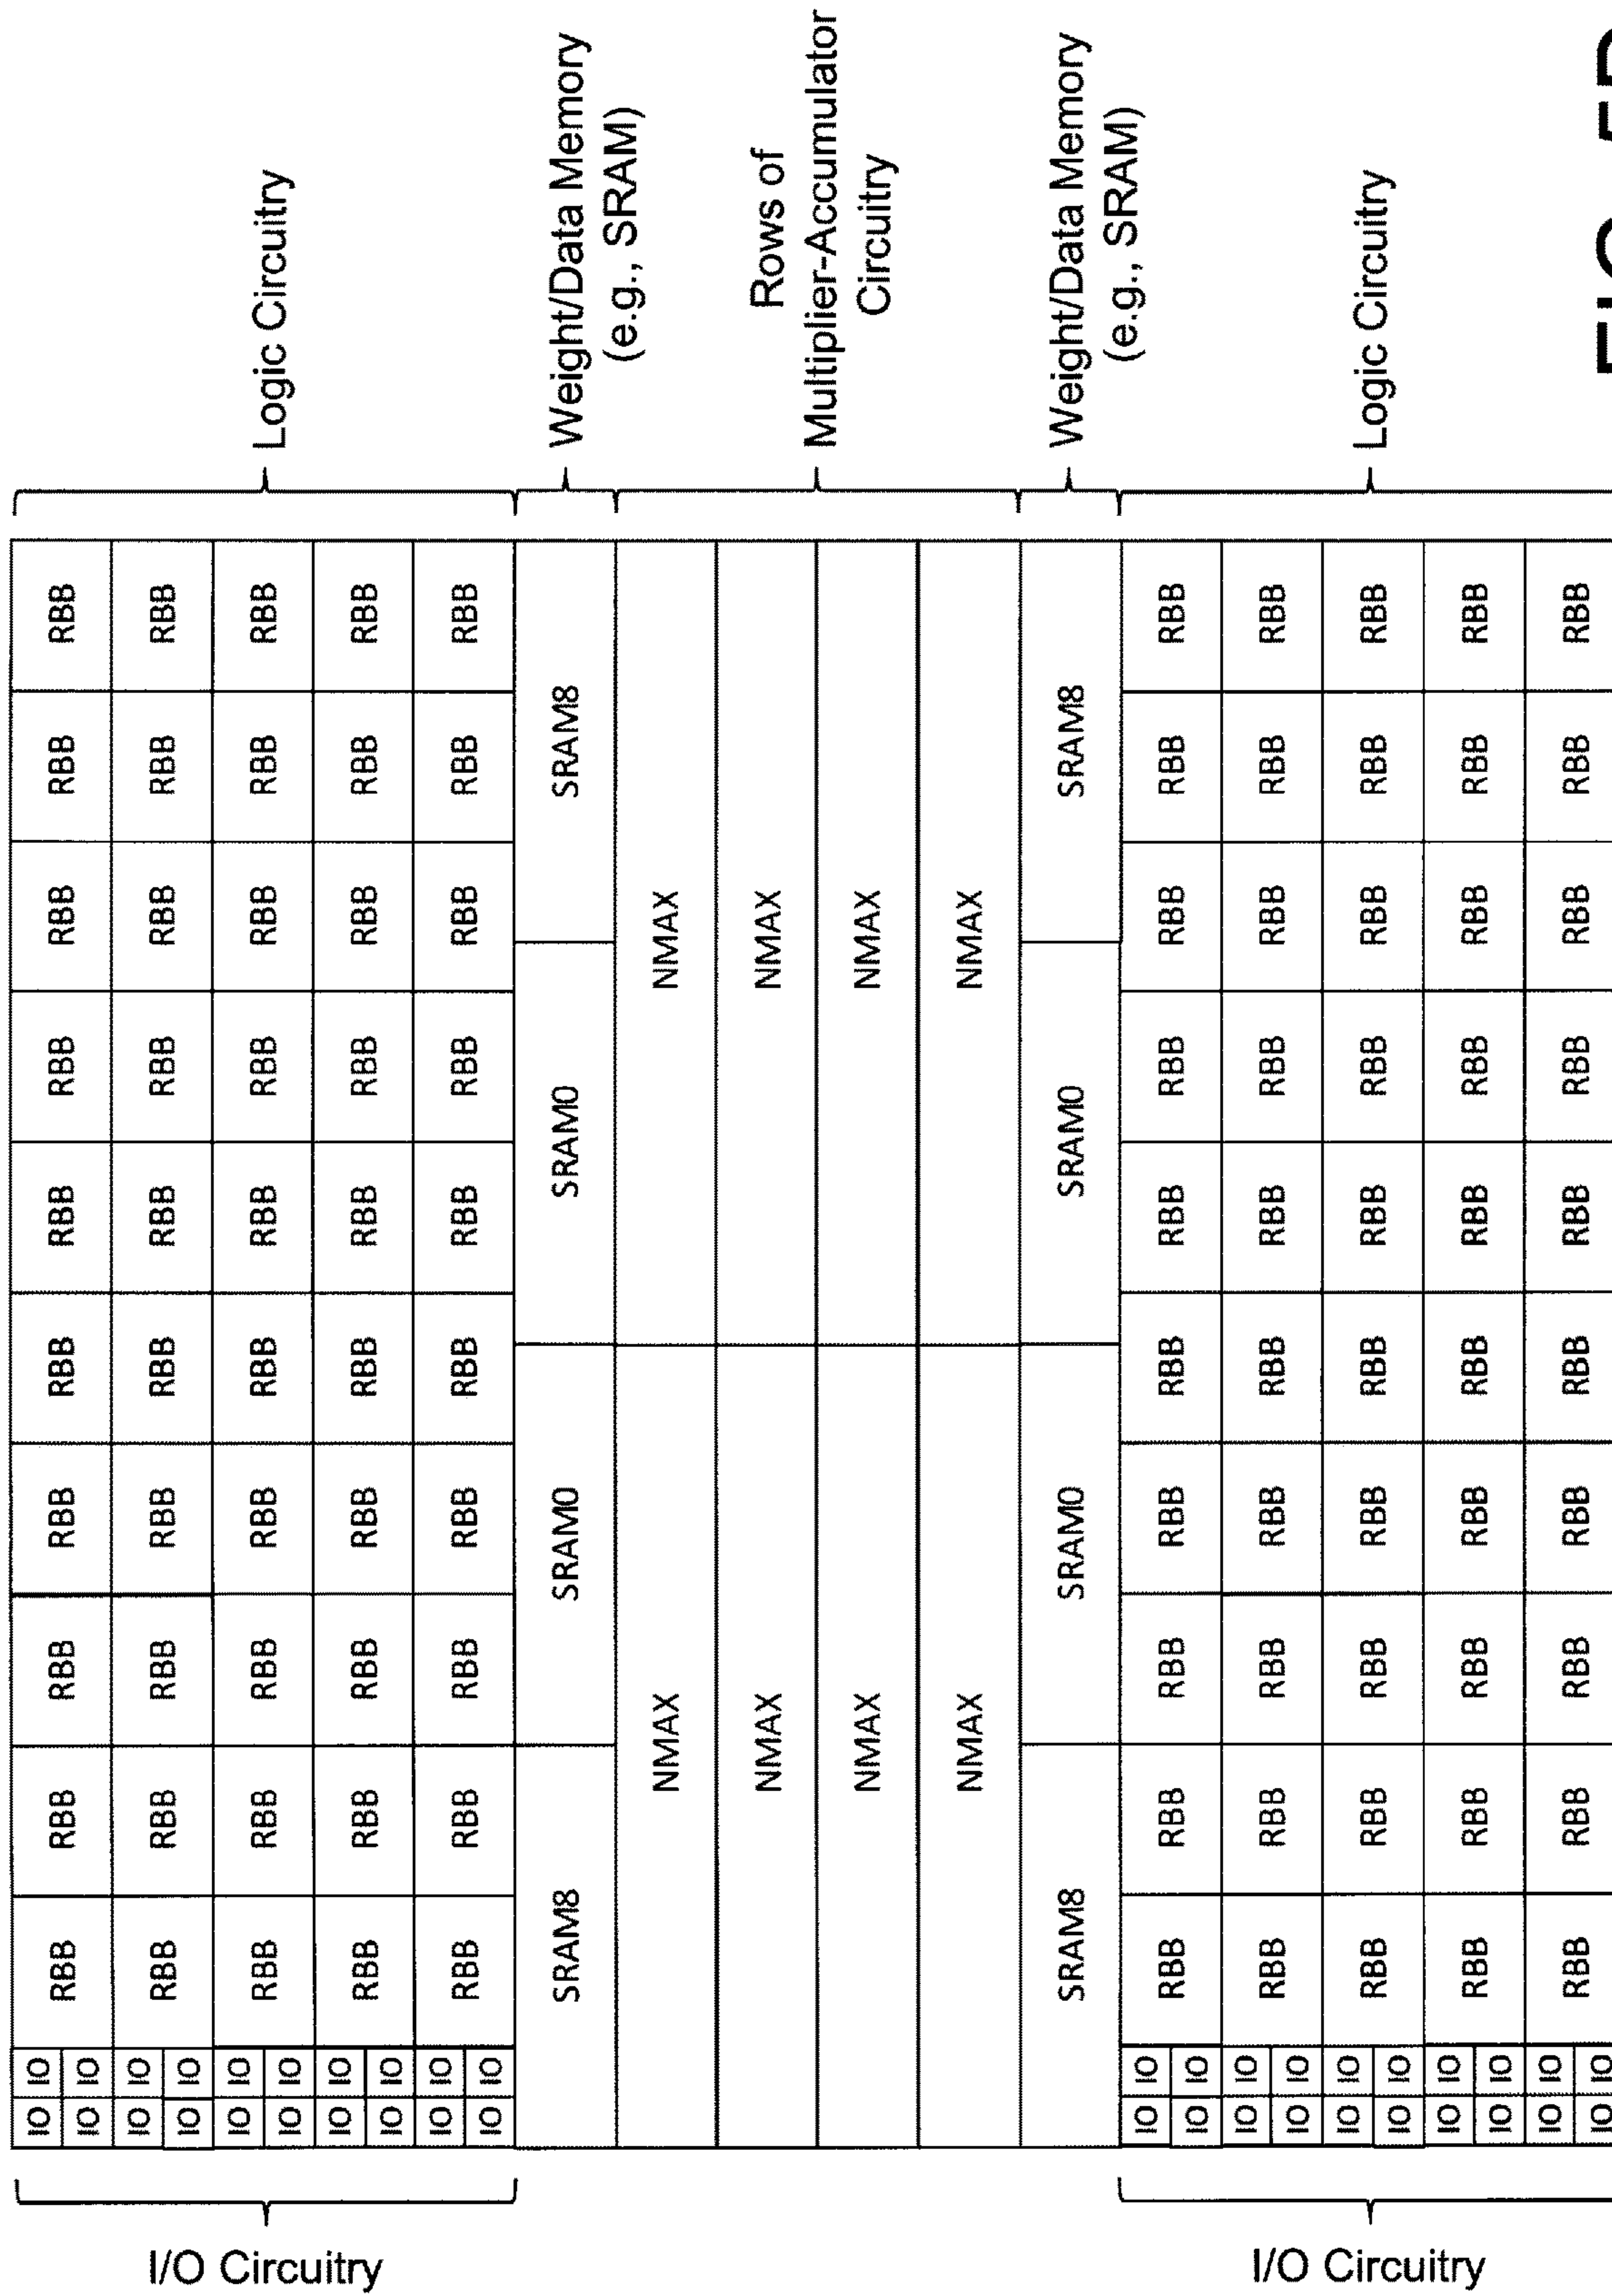 I/O Circuitry
IO IO RBB RBB RBB RBB RBB RBB RBB RBB RBB RBB
IO IO
IO IO RBB RBB RBB RBB RBB RBB RBB RBB RBB RBB
IO IO
IO IO RBB RBB RBB RBB RBB RBB RBB RBB RBB RBB
IO IO
IO IO RBB RBB RBB RBB RBB RBB RBB RBB RBB RBB
IO IO
IO IO RBB RBB RBB RBB RBB RBB RBB RBB RBB RBB
IO IO
Logic Circuitry
SRAM8 SRAM0 SRAM0 SRAM8
Weight/Data Memory
(e.g., SRAM)
NMAX NMAX
NMAX NMAX
NMAX NMAX
NMAX NMAX
Rows of
Multiplier-Accumulator
Circuitry
SRAM8 SRAM0 SRAM0 SRAM8
Weight/Data Memory
(e.g., SRAM)
I/O Circuitry
IO IO RBB RBB RBB RBB RBB RBB RBB RBB RBB RBB
IO IO
IO IO RBB RBB RBB RBB RBB RBB RBB RBB RBB RBB
IO IO
IO IO RBB RBB RBB RBB RBB RBB RBB RBB RBB RBB
IO IO
IO IO RBB RBB RBB RBB RBB RBB RBB RBB RBB RBB
IO IO
IO IO RBB RBB RBB RBB RBB RBB RBB RBB RBB RBB
IO IO
Logic Circuitry